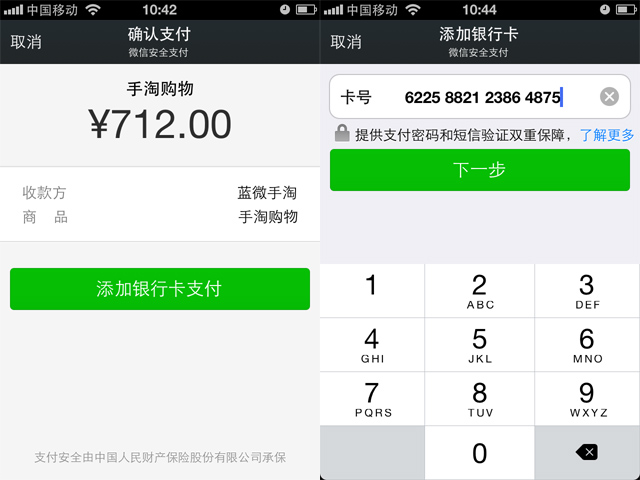 中国移动 10:42
取消 确认支付
微信安全支付
手淘购物
¥712.00
收款方 蓝微手淘
商 品 手淘购物
添加银行卡支付
支付安全由中国人民财产保险股份有限公司承保
中国移动 10:44
取消 添加银行卡
微信安全支付
卡号 6225 8821 2386 4875
提供支付密码和短信验证双重保障，了解更多
下一步
1 2 ABC 3 DEF
4 GHI 5 JKL 6 MNO
7 PQRS 8 TUV 9 WXYZ
0